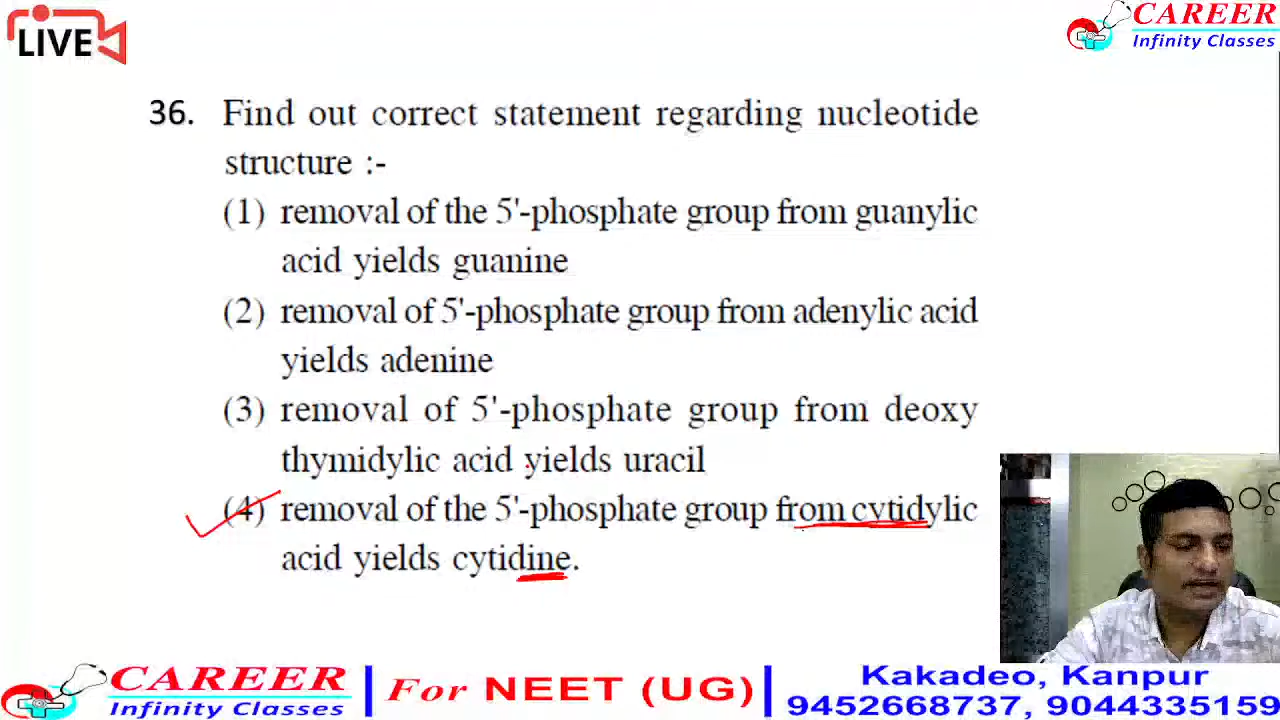 LIVE
CAREER
Infinity Classes
36. Find out correct statement regarding nucleotide
structure :-
(1) removal of the 5'-phosphate group from guanylic
acid yields guanine
(2) removal of 5'-phosphate group from adenylic acid
yields adenine
(3) removal of 5'-phosphate group from deoxy
thymidylic acid yields uracil
(4) removal of the 5'-phosphate group from cytidylic
acid yields cytidine.
CAREER
Infinity Classes
For NEET (UG)
Kakadeo, Kanpur
9452668737, 9044335159